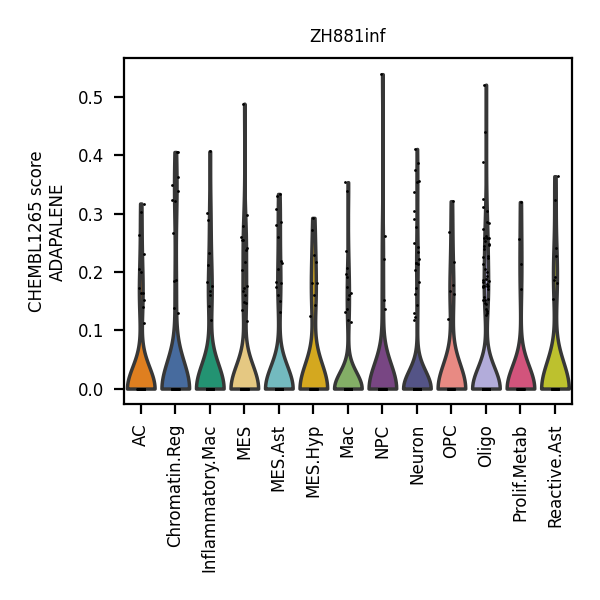 ZH881inf
CHEMBL1265 score
ADAPALENE
0.5
0.4
0.3
0.2
0.1
0.0
AC
Chromatin.Reg
Inflammatory.Mac
MES
MES.Ast
MES.Hyp
Mac
NPC
Neuron
OPC
Oligo
Prolif.Metab
Reactive.Ast